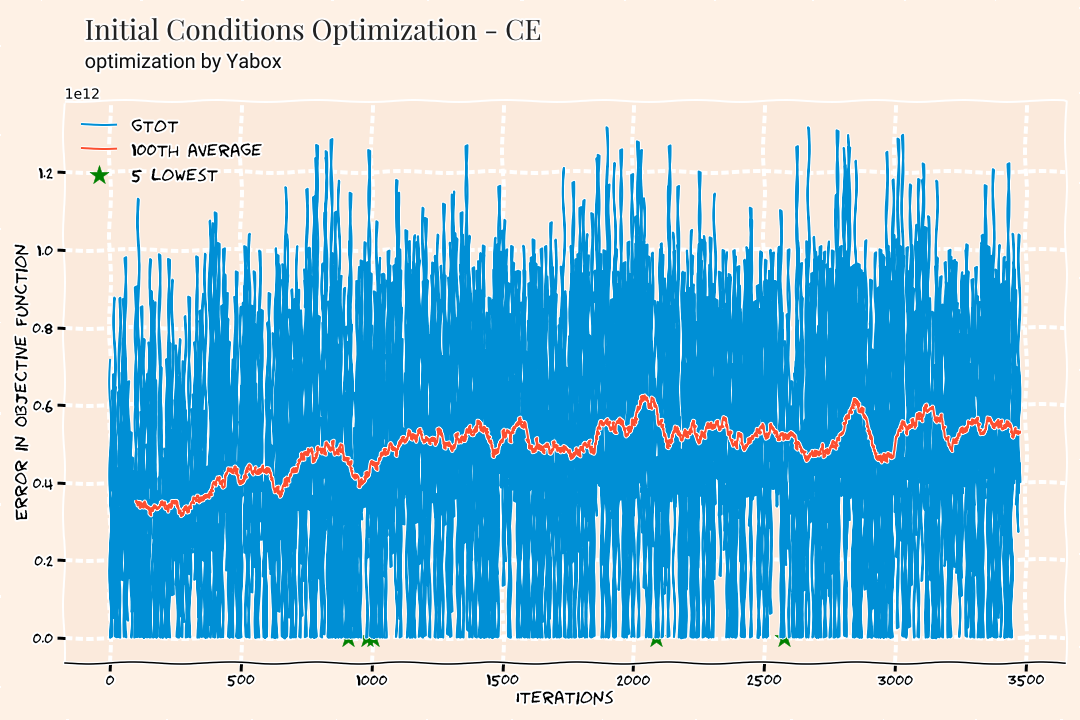 Initial Conditions Optimization - CE
optimization by Yabox
1e12
GTOT
100TH AVERAGE
5 LOWEST
1.2
1.0
0.8
0.6
0.4
0.2
0.0
ERROR IN OBJECTIVE FUNCTION
0 500 1000 1500 2000 2500 3000 3500
ITERATIONS